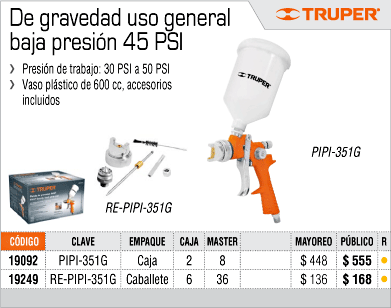 De gravedad uso general
baja presión 45 PSI
TRUPER®
Presión de trabajo: 30 PSI a 50 PSI
Vaso plástico de 600 cc, accesorios
incluidos
PIPI-351G
TRUPER
RE-PIPI-351G
CÓDIGO CLAVE EMPAQUE CAJA MASTER MAYOREO PÚBLICO R
19092 PIPI-351G Caja 2 8 $ 448 $ 555
19249 RE-PIPI-351G Caballete 6 36 $ 136 $ 168